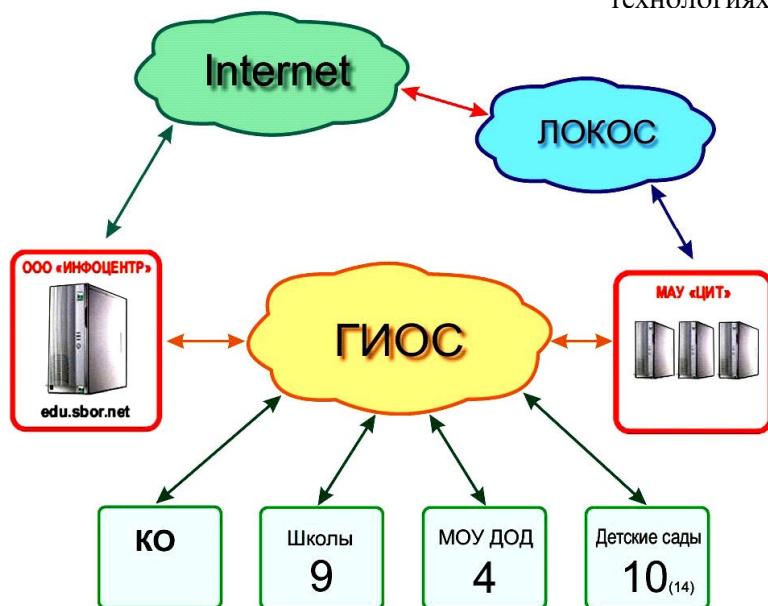 технологиях
Internet
ЛОКОС
ООО «ИНФОЦЕНТР»
edu.sbor.net
ГИОС
МАУ «ЦИТ»
КО
Школы
9
МОУ ДОД
4
Детские сады
10(14)